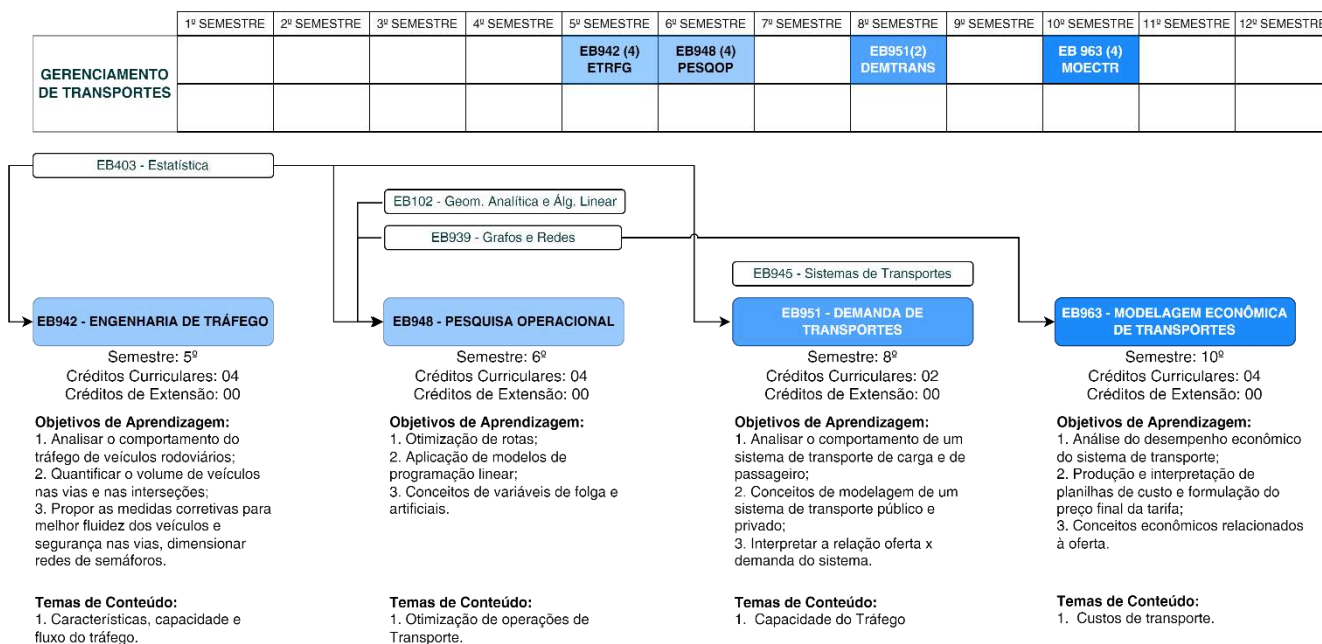 1º SEMESTRE 2º SEMESTRE 3º SEMESTRE 4º SEMESTRE 5º SEMESTRE 6º SEMESTRE 7º SEMESTRE 8º SEMESTRE 9º SEMESTRE 10º SEMESTRE 11º SEMESTRE 12º SEMESTRE
GERENCIAMENTO
DE TRANSPORTES
EB942 (4)
ETRFG
EB948 (4)
PESQOP
EB951(2)
DEMTRANS
EB 963 (4)
MOECTR
EB403 - Estatística
EB102 - Geom. Analítica e Álg. Linear
EB939 - Grafos e Redes
EB945 - Sistemas de Transportes
EB942 - ENGENHARIA DE TRÁFEGO
Semestre: 5º
Créditos Curriculares: 04
Créditos de Extensão: 00
Objetivos de Aprendizagem:
1. Analisar o comportamento do
tráfego de veículos rodoviários;
2. Quantificar o volume de veículos
nas vias e nas interseções;
3. Propor as medidas corretivas para
melhor fluidez dos veículos e
segurança nas vias, dimensionar
redes de semáforos.
Temas de Conteúdo:
1. Características, capacidade e
fluxo do tráfego.
EB948 - PESQUISA OPERACIONAL
Semestre: 6º
Créditos Curriculares: 04
Créditos de Extensão: 00
Objetivos de Aprendizagem:
1. Otimização de rotas;
2. Aplicação de modelos de
programação linear;
3. Conceitos de variáveis de folga e
artificiais.
Temas de Conteúdo:
1. Otimização de operações de
Transporte.
EB951 - DEMANDA DE
TRANSPORTES
Semestre: 8º
Créditos Curriculares: 02
Créditos de Extensão: 00
Objetivos de Aprendizagem:
1. Analisar o comportamento de um
sistema de transporte de carga e de
passageiro;
2. Conceitos de modelagem de um
sistema de transporte público e
privado;
3. Interpretar a relação oferta x
demanda do sistema.
Temas de Conteúdo:
1. Capacidade do Tráfego
EB963 - MODELAGEM ECONÔMICA
DE TRANSPORTES
Semestre: 10º
Créditos Curriculares: 04
Créditos de Extensão: 00
Objetivos de Aprendizagem:
1. Análise do desempenho econômico
do sistema de transporte;
2. Produção e interpretação de
planilhas de custo e formulação do
preço final da tarifa;
3. Conceitos econômicos relacionados
à oferta.
Temas de Conteúdo:
1. Custos de transporte.